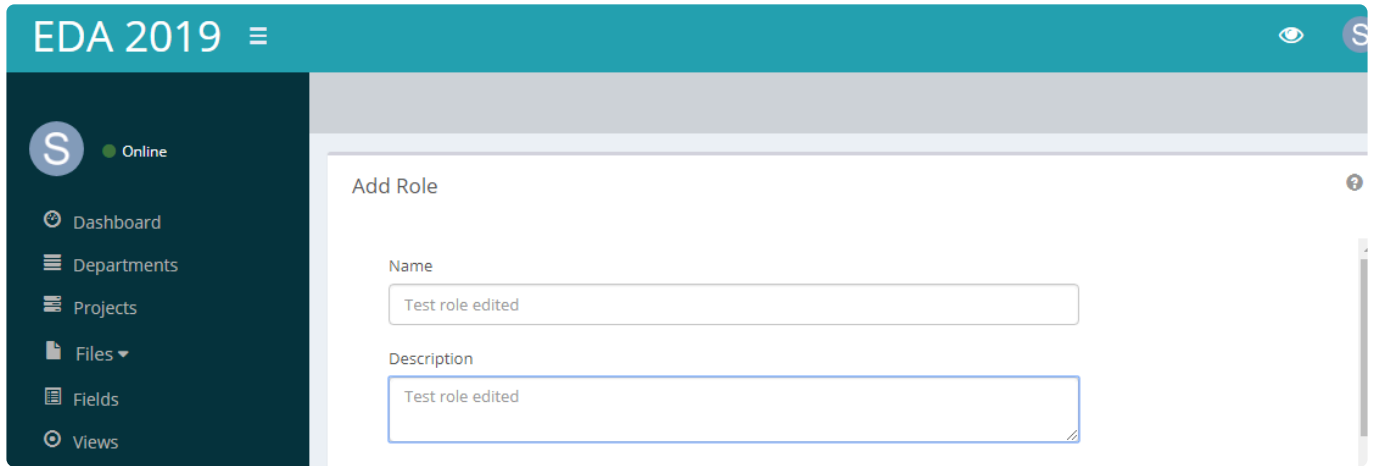 EDA 2019
S
S
Online
Add Role
Dashboard
Departments
Projects
Files
Fields
Views
Name
Test role edited
Description
Test role edited